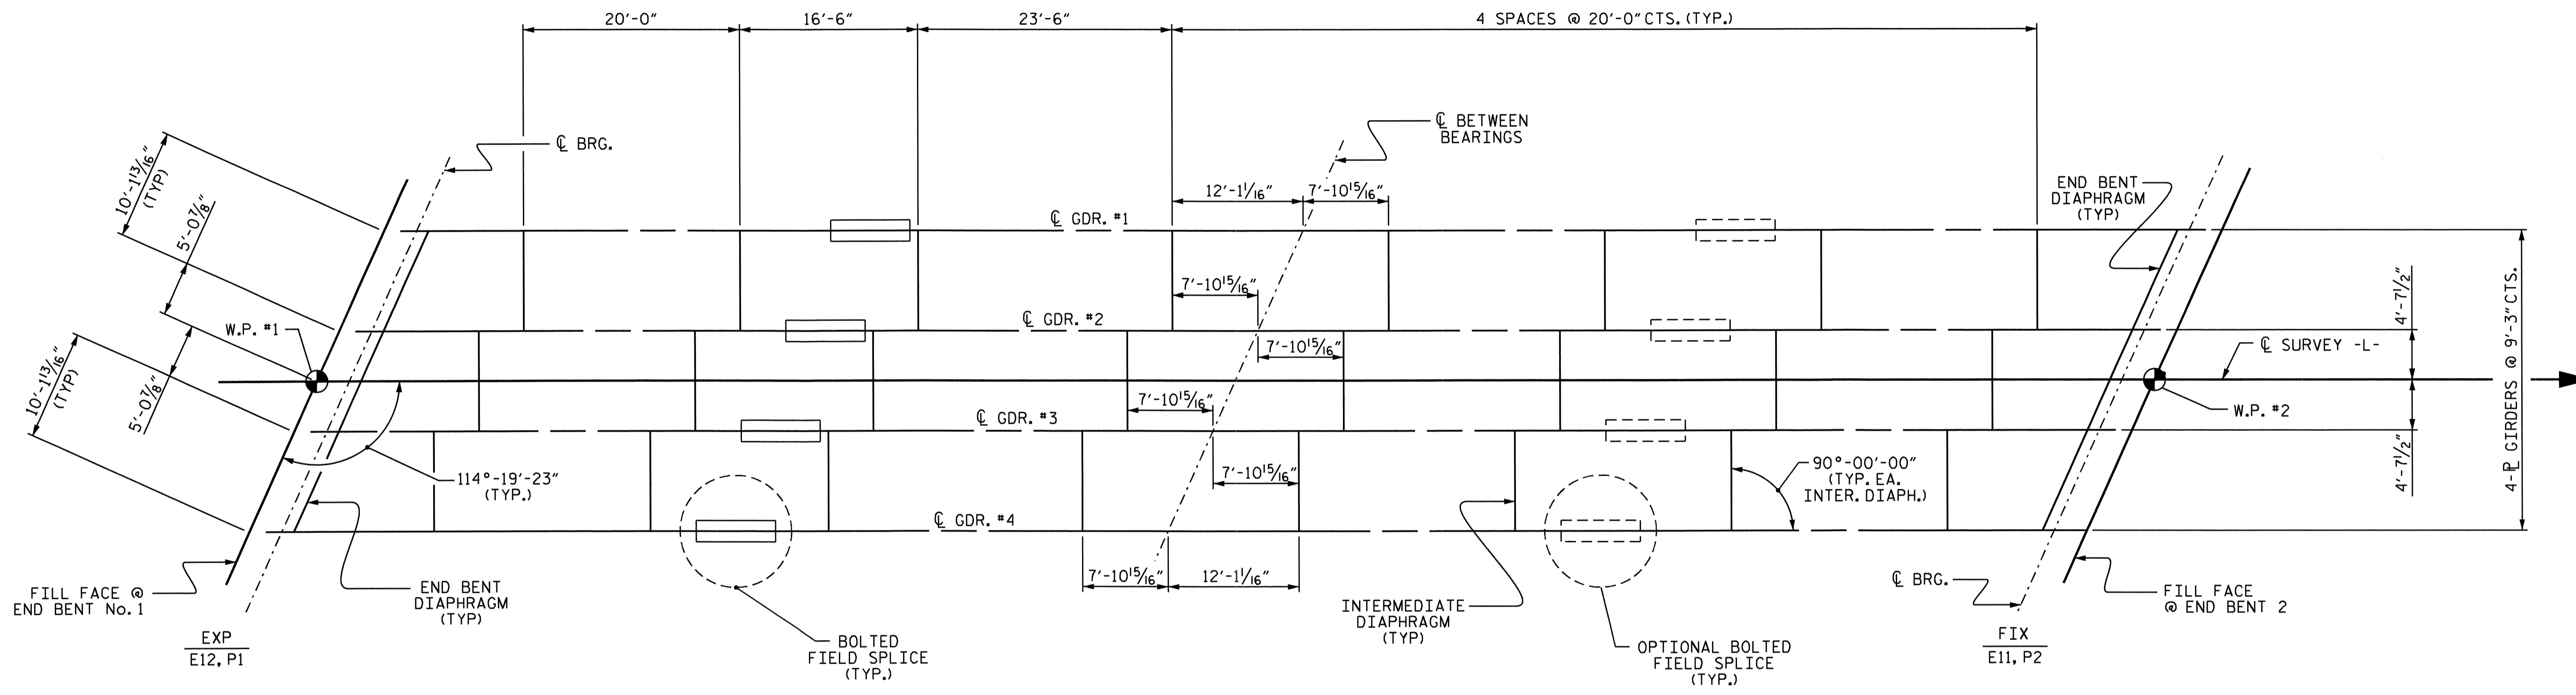 20'-0"
16'-6"
23'-6"
4 SPACES @ 20'-0" CTS. (TYP.)
℄ BRG.
℄ BETWEEN
BEARINGS
10'-1 13/16"
(TYP)
5'-0 7/8"
12'-1 1/16"
7'-10 15/16"
END BENT
DIAPHRAGM
(TYP)
℄ GDR. #1
7'-10 15/16"
W.P. #1
℄ GDR. #2
7'-10 15/16"
4'-7 1/2"
4-PL GIRDERS @ 9'-3" CTS.
℄ SURVEY -L-
10'-1 13/16"
(TYP)
5'-0 7/8"
7'-10 15/16"
W.P. #2
℄ GDR. #3
114°-19'-23"
(TYP.)
7'-10 15/16"
90°-00'-00"
(TYP. EA.
INTER. DIAPH.)
4'-7 1/2"
℄ GDR. #4
7'-10 15/16"
12'-1 1/16"
FILL FACE @
END BENT No. 1
END BENT
DIAPHRAGM
(TYP)
INTERMEDIATE
DIAPHRAGM
(TYP)
℄ BRG.
FILL FACE
@ END BENT 2
EXP
E12, P1
BOLTED
FIELD SPLICE
(TYP.)
OPTIONAL BOLTED
FIELD SPLICE
(TYP.)
FIX
E11, P2